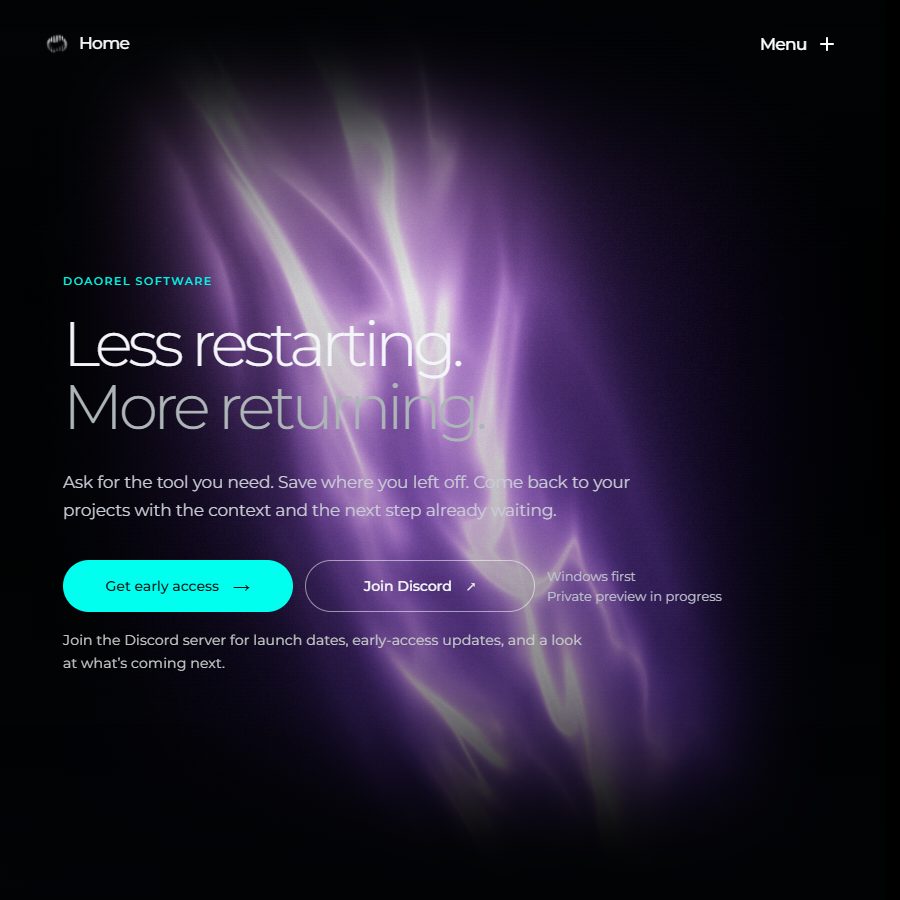 Home
Menu
DOAOREL SOFTWARE
Less restarting.
More returning.
Ask for the tool you need. Save where you left off. Come back to your
projects with the context and the next step already waiting.
Get early access →
Join Discord ↗
Windows first
Private preview in progress
Join the Discord server for launch dates, early-access updates, and a look
at what’s coming next.